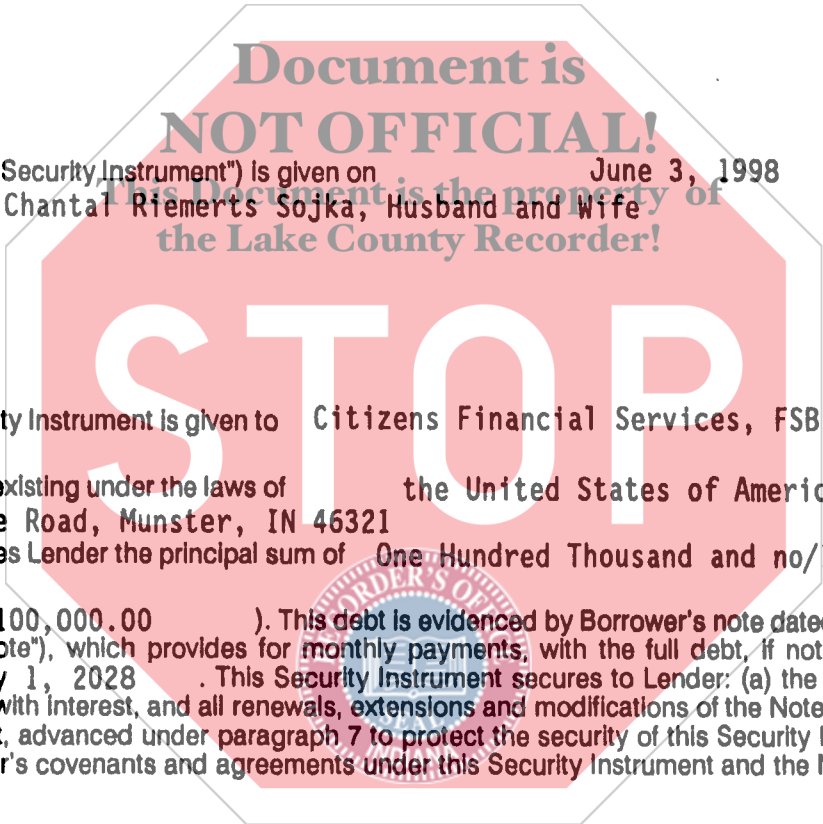 Document is
NOT OFFICIAL!
Security Instrument") is given on June 3, 1998
This Document is the property of
Chantal Riemerts Sojka, Husband and Wife
the Lake County Recorder!
STOP
ty Instrument is given to Citizens Financial Services, FSB
existing under the laws of the United States of Americ
e Road, Munster, IN 46321
es Lender the principal sum of One Hundred Thousand and no/
100,000.00 ). This debt is evidenced by Borrower's note dated
ote"), which provides for monthly payments, with the full debt, if not
y 1, 2028 . This Security Instrument secures to Lender: (a) the
with interest, and all renewals, extensions and modifications of the Note
, advanced under paragraph 7 to protect the security of this Security I
r's covenants and agreements under this Security Instrument and the N
RECORDER'S OFFICE
SEAL
INDIANA